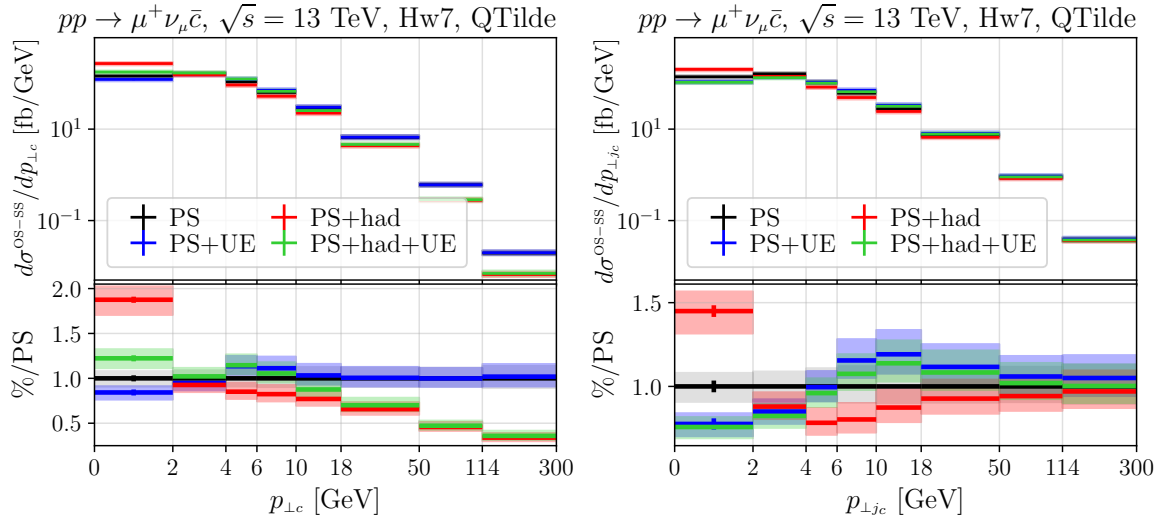 pp → μ⁺ν_μc̄, √s = 13 TeV, Hw7, QTilde
dσ^{OS−SS}/dp_{⊥c} [fb/GeV]
10¹
10⁻¹
PS
PS+had
PS+UE
PS+had+UE
%/PS
2.0
1.5
1.0
0.5
0 2 4 6 10 18 50 114 300
p_{⊥c} [GeV]
pp → μ⁺ν_μc̄, √s = 13 TeV, Hw7, QTilde
dσ^{OS−SS}/dp_{⊥j_c} [fb/GeV]
10¹
10⁻¹
PS
PS+had
PS+UE
PS+had+UE
%/PS
1.5
1.0
0 2 4 6 10 18 50 114 300
p_{⊥j_c} [GeV]